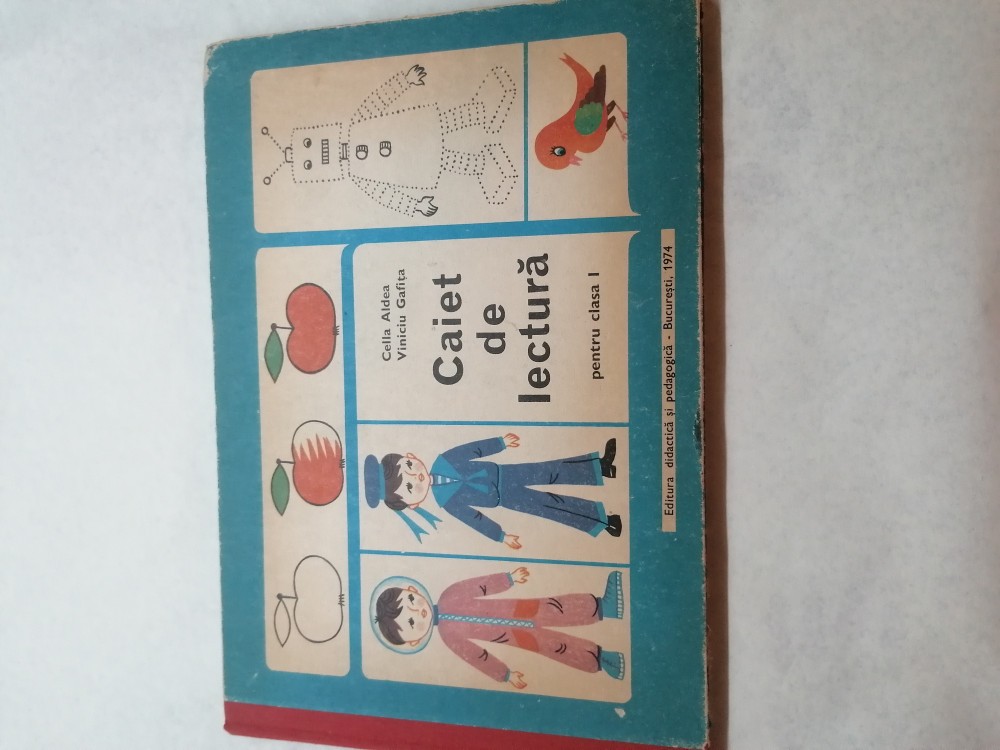 Cella Aldea
Viniciu Gafița
Caiet
de
lectură
pentru clasa I
Editura didactică și pedagogică - București, 1974